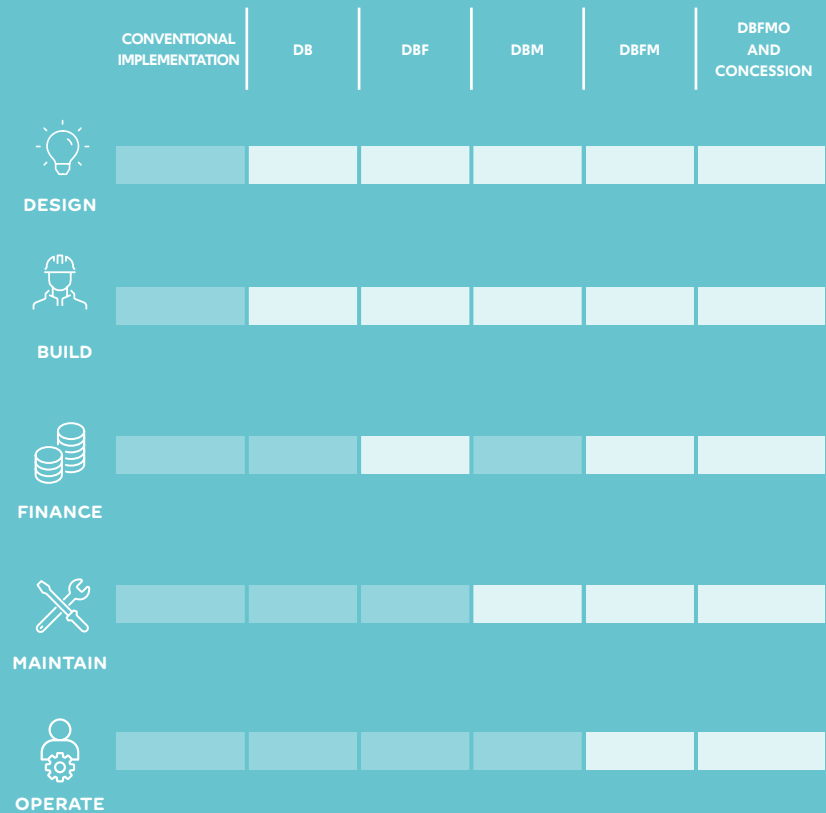 CONVENTIONAL
IMPLEMENTATION
DB
DBF
DBM
DBFM
DBFMO
AND
CONCESSION
DESIGN
BUILD
FINANCE
MAINTAIN
OPERATE